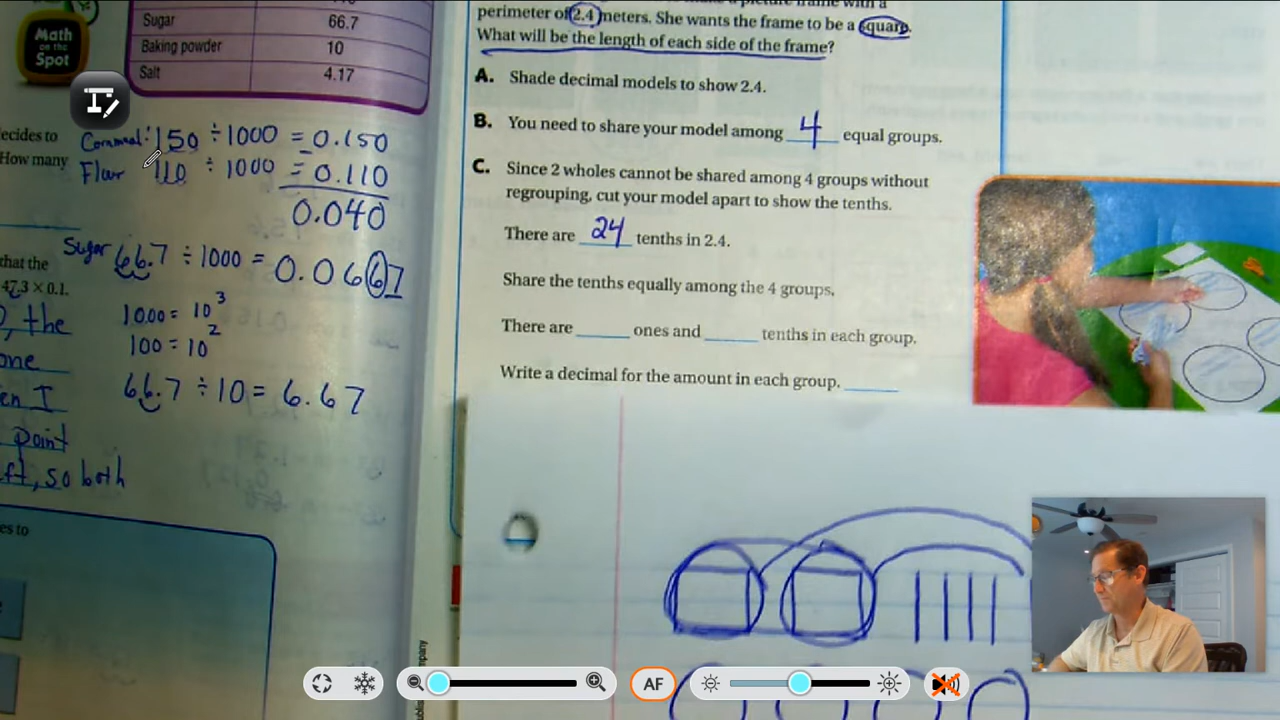 Math
on the
Spot
Sugar 66.7
Baking powder 10
Salt 4.17
ecides to
How many
Cornmeal: 150 ÷ 1000 = 0.150
Flour 110 ÷ 1000 = 0.110
0.040
Sugar 66.7 ÷ 1000 = 0.0667
that the
47.3 × 0.1.
1000 = 10³
100 = 10²
66.7 ÷ 10 = 6.67
, the
one
en I
point
ft, so both
es to
perimeter of 2.4 meters. She wants the frame to be a square.
What will be the length of each side of the frame?
A. Shade decimal models to show 2.4.
B. You need to share your model among 4 equal groups.
C. Since 2 wholes cannot be shared among 4 groups without
regrouping, cut your model apart to show the tenths.
There are 24 tenths in 2.4.
Share the tenths equally among the 4 groups.
There are ______ ones and ______ tenths in each group.
Write a decimal for the amount in each group. ______
AF